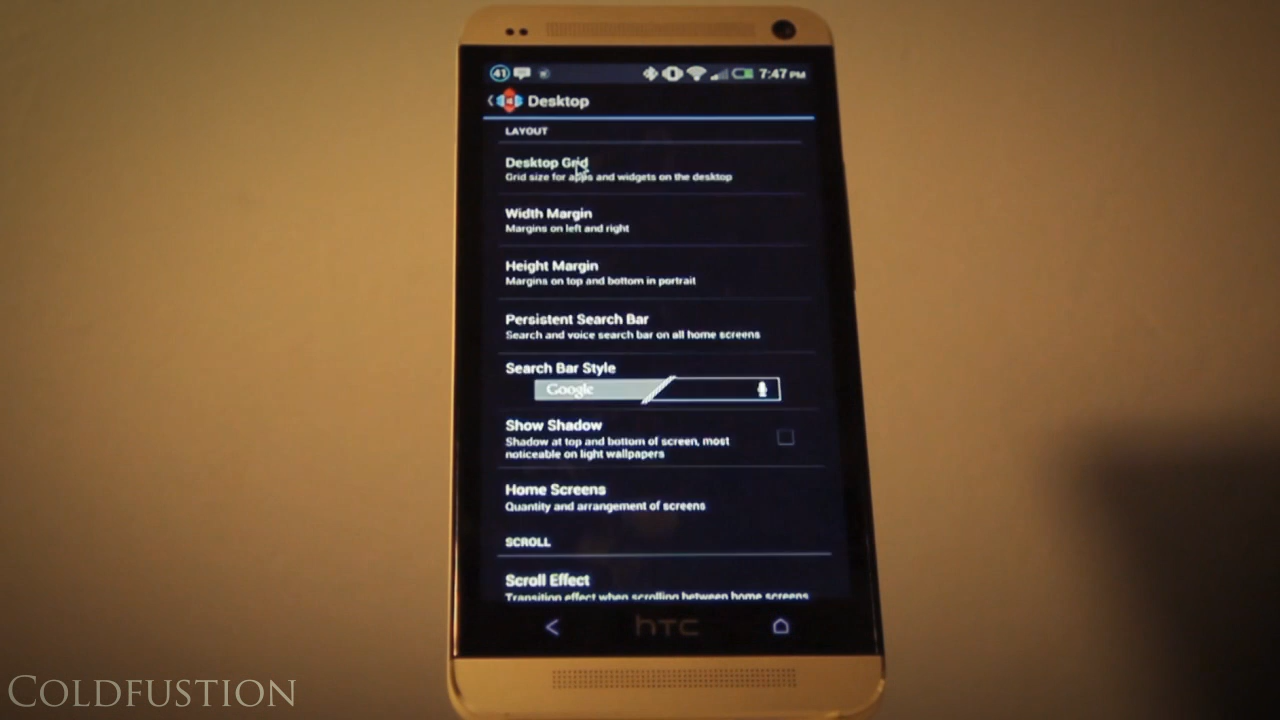 41
7:47 PM
Desktop
LAYOUT
Desktop Grid
Grid size for apps and widgets on the desktop
Width Margin
Margins on left and right
Height Margin
Margins on top and bottom in portrait
Persistent Search Bar
Search and voice search bar on all home screens
Search Bar Style
Google
Show Shadow
Shadow at top and bottom of screen, most
noticeable on light wallpapers
Home Screens
Quantity and arrangement of screens
SCROLL
Scroll Effect
Transition effect when scrolling between home screens
hTC
COLDFUSTION